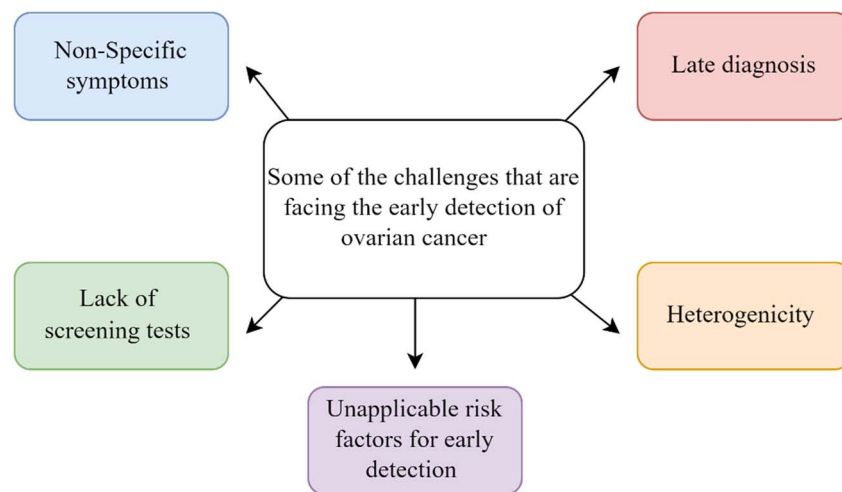 Non-Specific
symptoms
Late diagnosis
Some of the challenges that are
facing the early detection of
ovarian cancer
Lack of
screening tests
Heterogenicity
Unapplicable risk
factors for early
detection